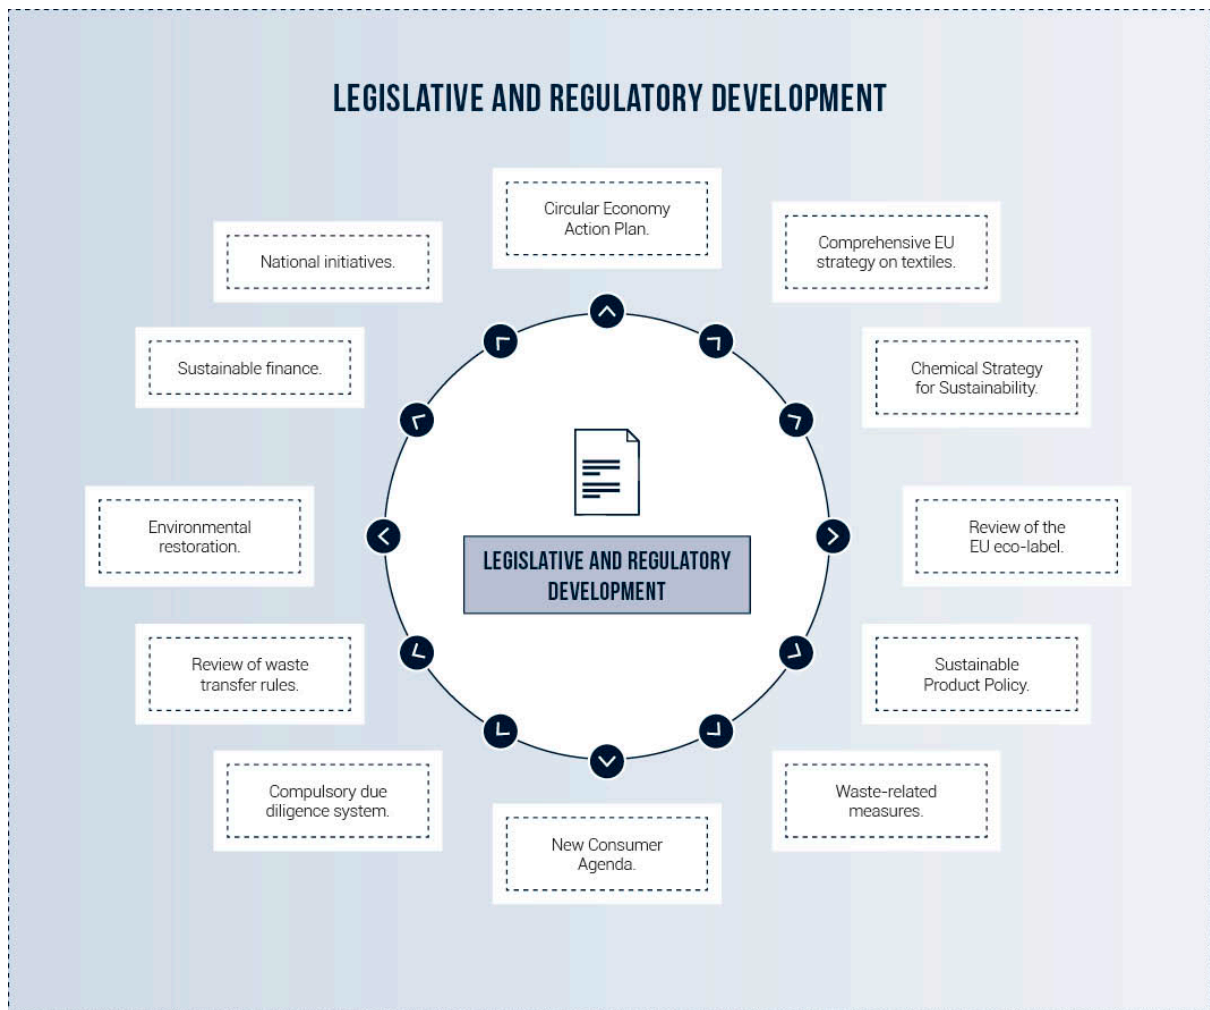 LEGISLATIVE AND REGULATORY DEVELOPMENT
Circular Economy
Action Plan.
Comprehensive EU
strategy on textiles.
Chemical Strategy
for Sustainability.
Review of the
EU eco-label.
Sustainable
Product Policy.
Waste-related
measures.
New Consumer
Agenda.
Compulsory due
diligence system.
Review of waste
transfer rules.
Environmental
restoration.
Sustainable finance.
National initiatives.
LEGISLATIVE AND REGULATORY
DEVELOPMENT